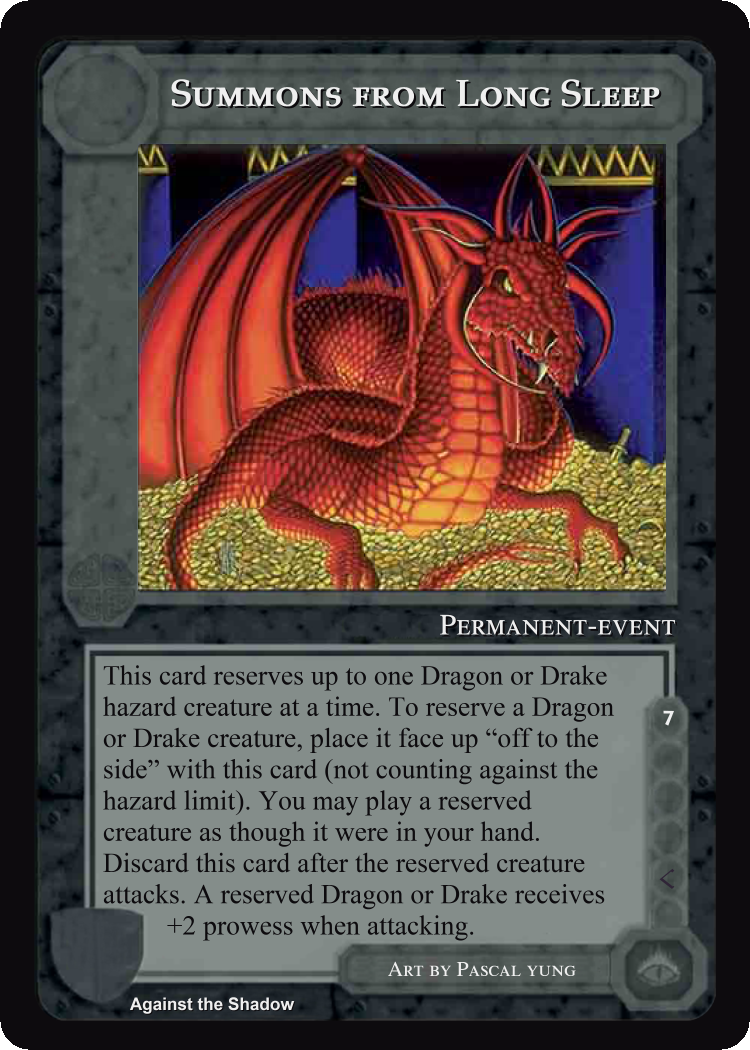 Summons from Long Sleep
Permanent-event
This card reserves up to one Dragon or Drake
hazard creature at a time. To reserve a Dragon
or Drake creature, place it face up “off to the
side” with this card (not counting against the
hazard limit). You may play a reserved
creature as though it were in your hand.
Discard this card after the reserved creature
attacks. A reserved Dragon or Drake receives
+2 prowess when attacking.
7
Art by Pascal yung
Against the Shadow